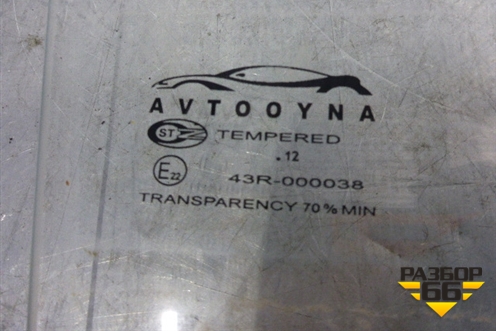 AVTOOYNA
ST TEMPERED
.12
E22 43R-000038
TRANSPARENCY 70% MIN
РАЗБОР
66